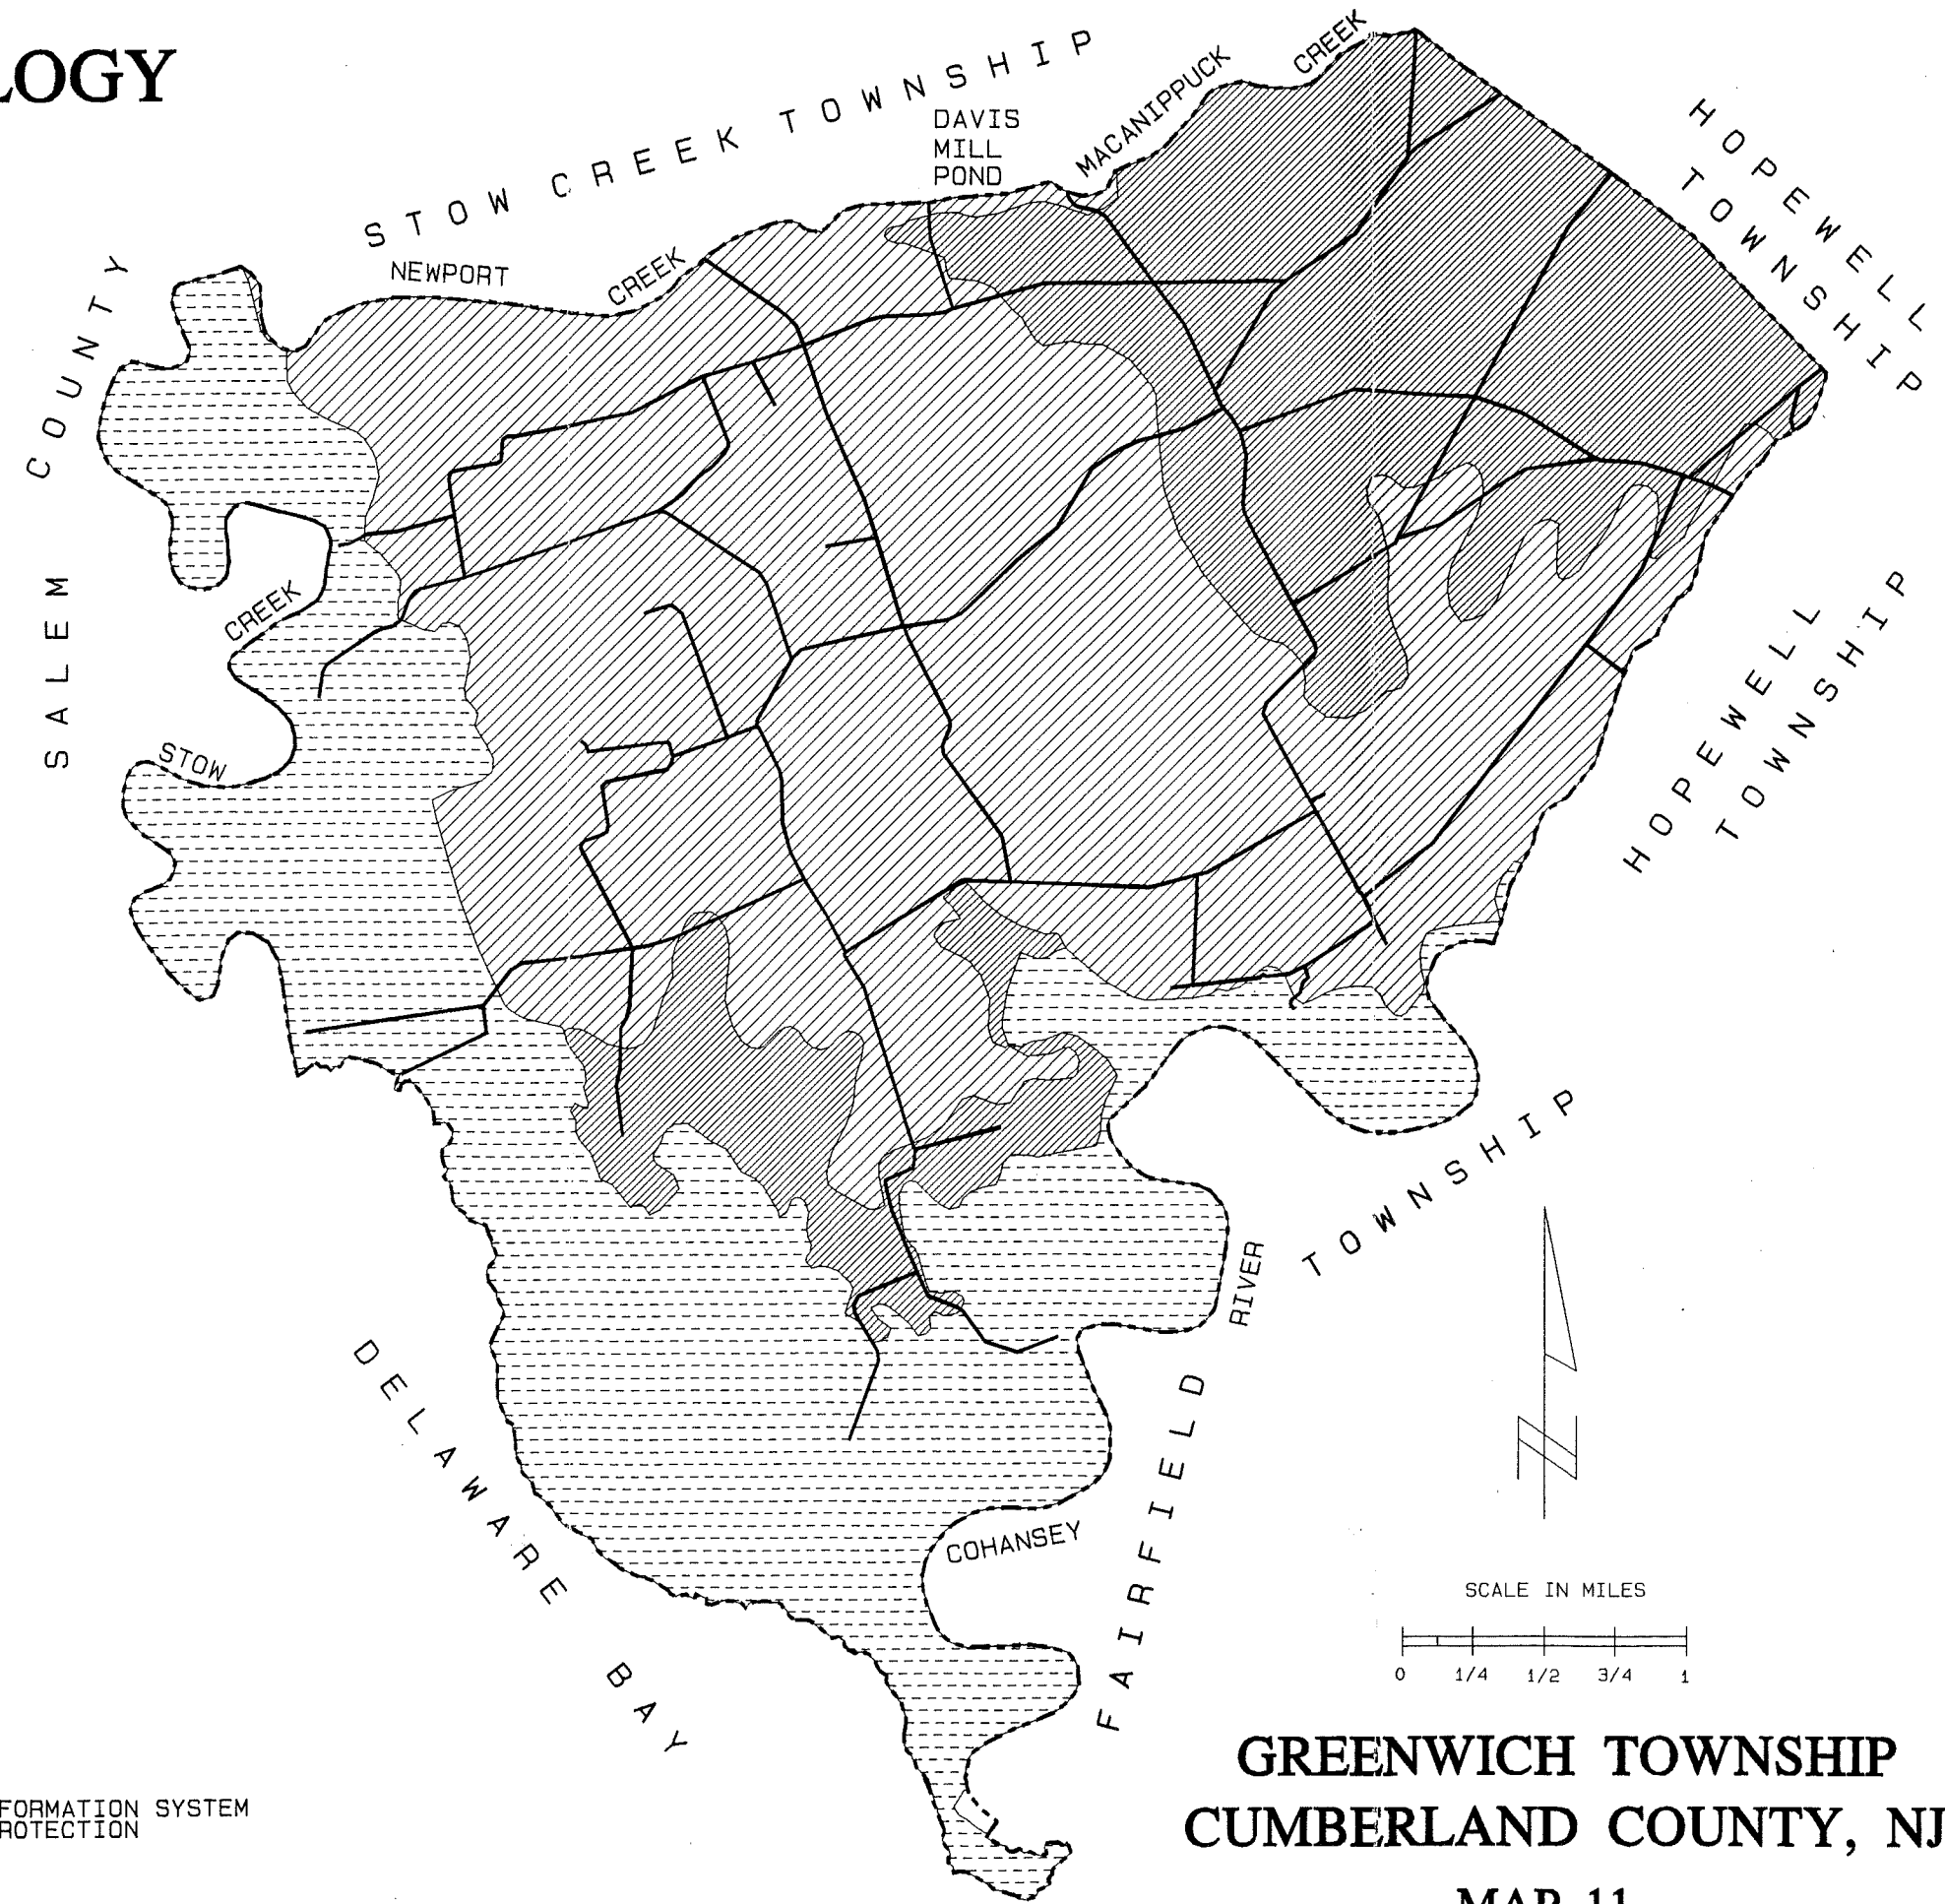 LOGY
STOW CREEK TOWNSHIP
MACANIPPUCK CREEK
DAVIS
MILL
POND
HOPEWELL
TOWNSHIP
NEWPORT CREEK
SALEM COUNTY
STOW CREEK
HOPEWELL
TOWNSHIP
FAIRFIELD TOWNSHIP
COHANSEY RIVER
DELAWARE BAY
N
SCALE IN MILES
0 1/4 1/2 3/4 1
GREENWICH TOWNSHIP
CUMBERLAND COUNTY, NJ
MAP 11
FORMATION SYSTEM
ROTECTION